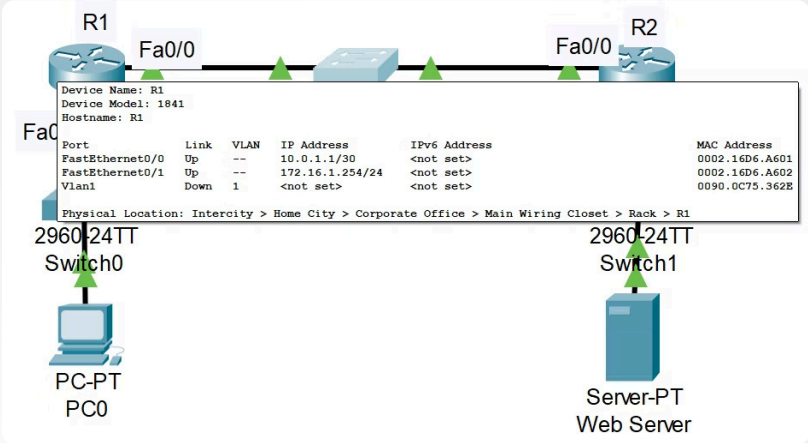 R1
R2
Fa0/0
Fa0/0
Device Name: R1
Device Model: 1841
Hostname: R1
Port Link VLAN IP Address IPv6 Address MAC Address
FastEthernet0/0 Up -- 10.0.1.1/30 <not set> 0002.16D6.A601
FastEthernet0/1 Up -- 172.16.1.254/24 <not set> 0002.16D6.A602
Vlan1 Down 1 <not set> <not set> 0090.0C75.362E
Physical Location: Intercity > Home City > Corporate Office > Main Wiring Closet > Rack > R1
2960-24TT
Switch0
2960-24TT
Switch1
PC-PT
PC0
Server-PT
Web Server